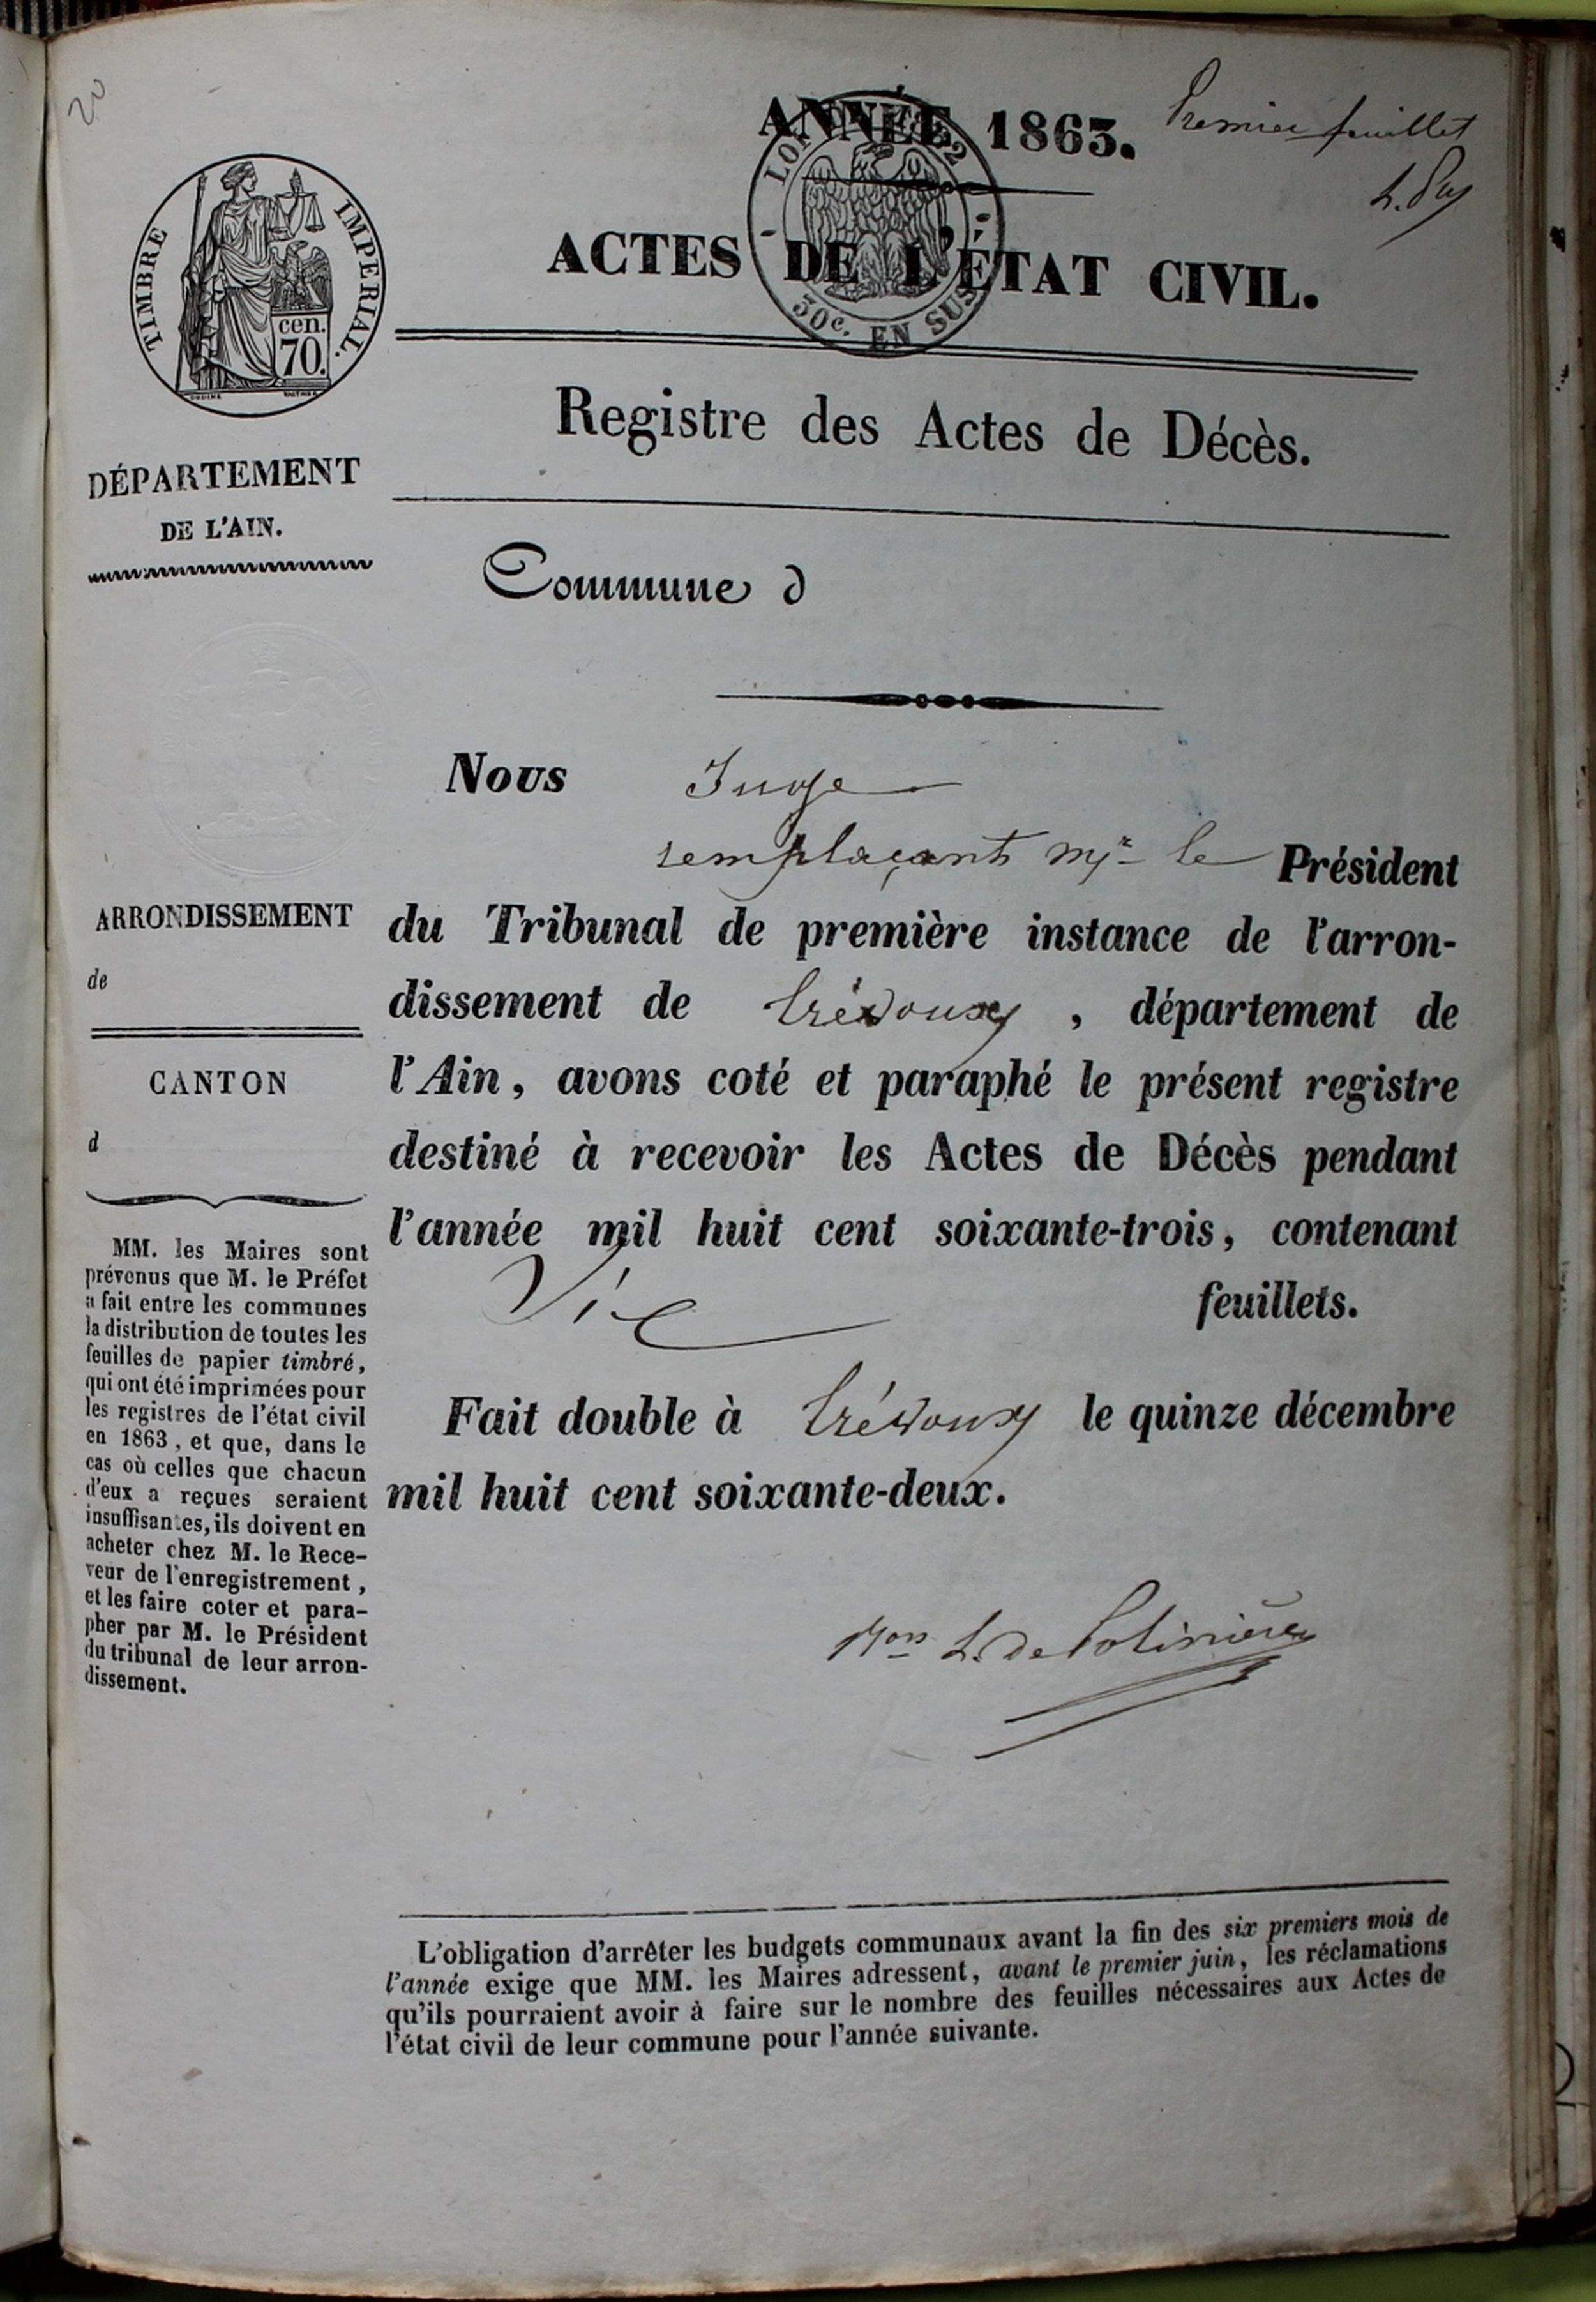 20
ANNÉE 1863.
Premier feuillet
TIMBRE IMPERIAL.
cen.
70.
LOI DE 1862
30c. EN SUS
ACTES DE L'ÉTAT CIVIL.
Registre des Actes de Décès.
DÉPARTEMENT
DE L'AIN.
Commune d
Nous Juge
remplaçant Mr le Président
du Tribunal de première instance de l'arron-
dissement de Trévoux, département de
l'Ain, avons coté et paraphé le présent registre
destiné à recevoir les Actes de Décès pendant
l'année mil huit cent soixante-trois, contenant
feuillets.
Fait double à Trévoux le quinze décembre
mil huit cent soixante-deux.
ARRONDISSEMENT
de
CANTON
d
MM. les Maires sont
prévenus que M. le Préfet
a fait entre les communes
la distribution de toutes les
feuilles de papier timbré,
qui ont été imprimées pour
les registres de l'état civil
en 1863, et que, dans le
cas où celles que chacun
d'eux a reçues seraient
insuffisantes, ils doivent en
acheter chez M. le Rece-
veur de l'enregistrement,
et les faire coter et para-
pher par M. le Président
du tribunal de leur arron-
dissement.
L'obligation d'arrêter les budgets communaux avant la fin des six premiers mois de
l'année exige que MM. les Maires adressent, avant le premier juin, les réclamations
qu'ils pourraient avoir à faire sur le nombre des feuilles nécessaires aux Actes de
l'état civil de leur commune pour l'année suivante.